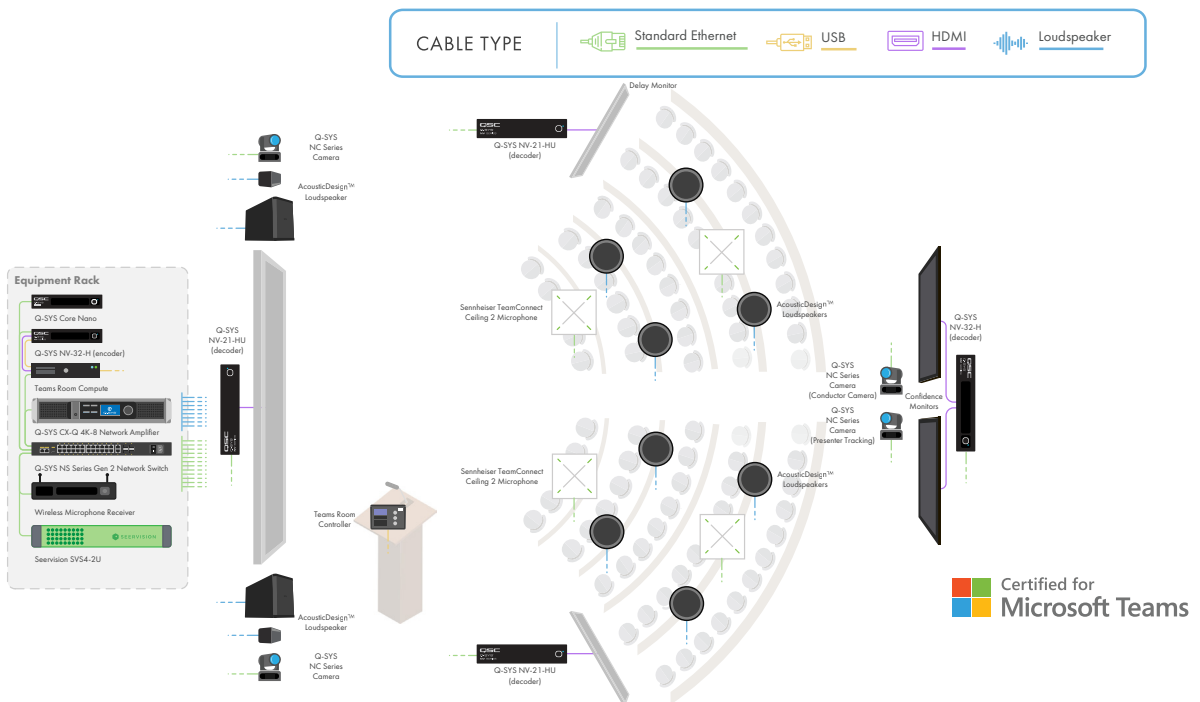 CABLE TYPE
Standard Ethernet
USB
HDMI
Loudspeaker
Delay Monitor
Q-SYS
NC Series
Camera
AcousticDesign™
Loudspeaker
QSC
Q-SYS NV-21-HU
(decoder)
Equipment Rack
QSC
Q-SYS Core Nano
QSC
Q-SYS NV-32-H (encoder)
Teams Room Compute
Q-SYS CX-Q 4K-8 Network Amplifier
Q-SYS NS Series Gen 2 Network Switch
Wireless Microphone Receiver
SEERVISION
Seervision SVS4-2U
Q-SYS
NV-21-HU
(decoder)
Sennheiser TeamConnect
Ceiling 2 Microphone
AcousticDesign™
Loudspeakers
Q-SYS
NC Series
Camera
(Conductor Camera)
Q-SYS
NC Series
Camera
(Presenter Tracking)
Confidence
Monitors
Q-SYS
NV-32-H
(decoder)
QSC
Sennheiser TeamConnect
Ceiling 2 Microphone
AcousticDesign™
Loudspeakers
Teams Room
Controller
AcousticDesign™
Loudspeaker
Q-SYS
NC Series
Camera
QSC
Q-SYS NV-21-HU
(decoder)
Certified for
Microsoft Teams